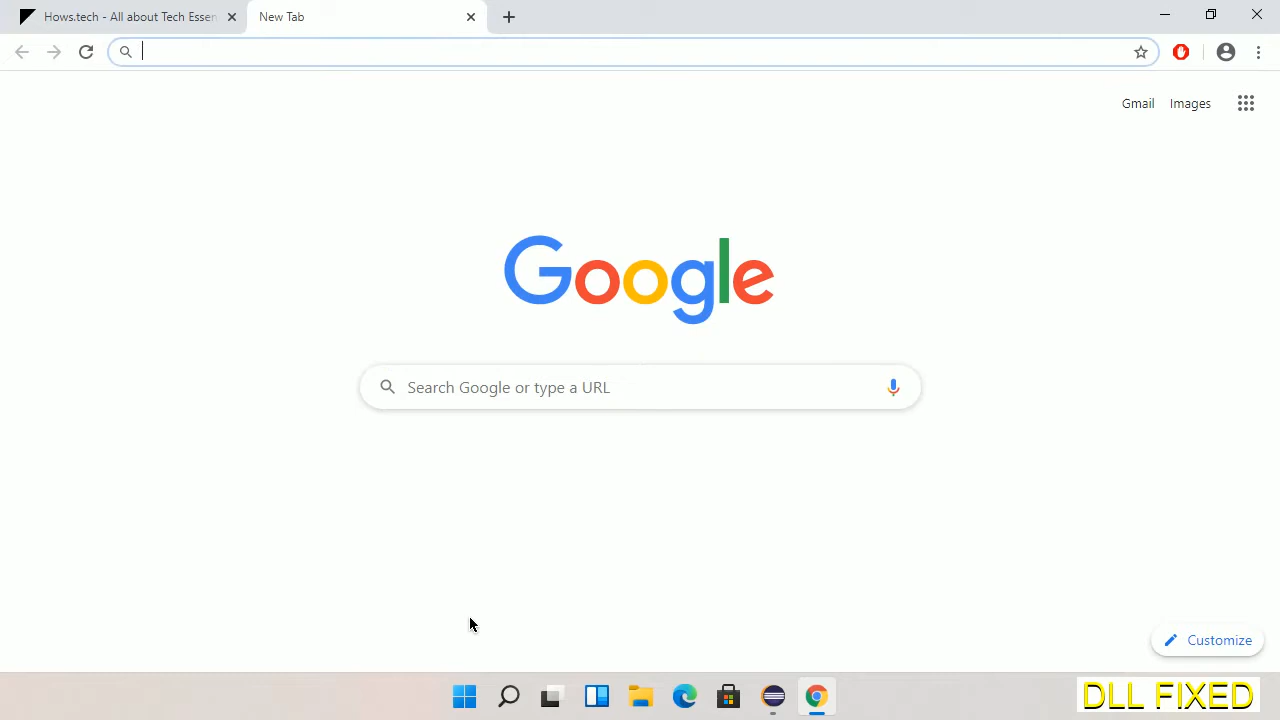 Hows.tech - All about Tech Essen
New Tab
Gmail
Images
Google
Search Google or type a URL
Customize
DLL FIXED